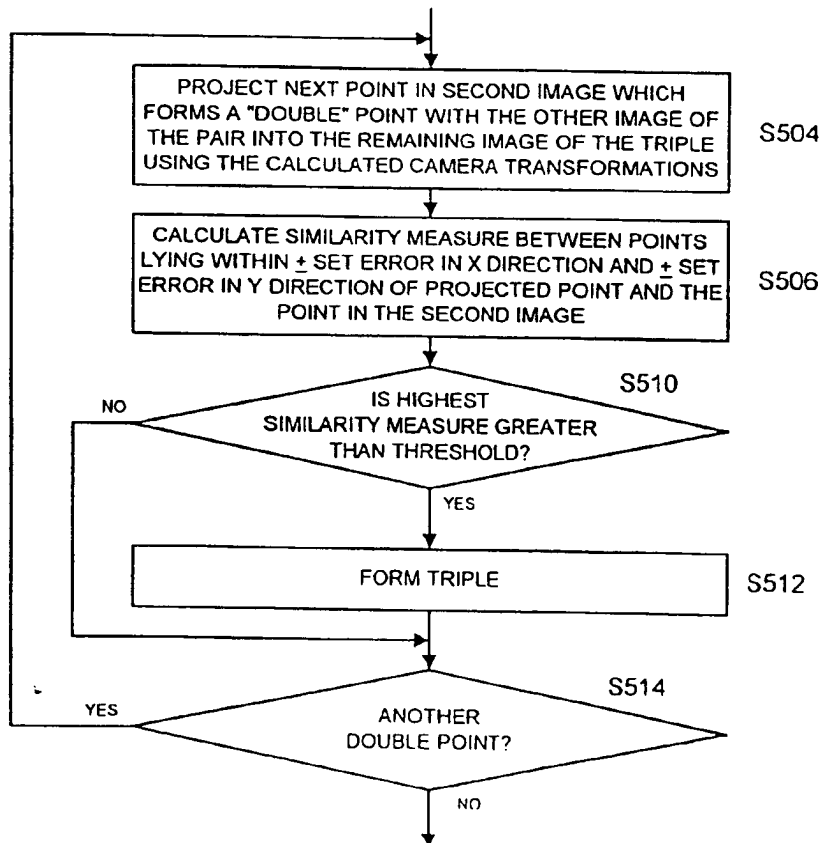 PROJECT NEXT POINT IN SECOND IMAGE WHICH
FORMS A "DOUBLE" POINT WITH THE OTHER IMAGE OF
THE PAIR INTO THE REMAINING IMAGE OF THE TRIPLE
USING THE CALCULATED CAMERA TRANSFORMATIONS
S504
CALCULATE SIMILARITY MEASURE BETWEEN POINTS
LYING WITHIN ± SET ERROR IN X DIRECTION AND ± SET
ERROR IN Y DIRECTION OF PROJECTED POINT AND THE
POINT IN THE SECOND IMAGE
S506
S510
NO
IS HIGHEST
SIMILARITY MEASURE GREATER
THAN THRESHOLD?
YES
FORM TRIPLE
S512
S514
YES
ANOTHER
DOUBLE POINT?
NO